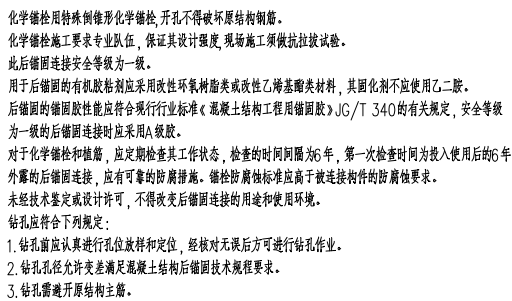 化学锚栓用特殊倒锥形化学锚栓,开孔不得破坏原结构钢筋。
化学锚栓施工要求专业队伍，保证其设计强度,现场施工须做抗拉拔试验。
此后锚固连接安全等级为一级。
用于后锚固的有机胶粘剂应采用改性环氧树脂类或改性乙烯基酯类材料，其固化剂不应使用乙二胺。
后锚固的锚固胶性能应符合现行行业标准《混凝土结构工程用锚固胶》JG/T 340的有关规定，安全等级
为一级的后锚固连接时应采用A级胶。
对于化学锚栓和植筋，应定期检查其工作状态，检查的时间间隔为6年，第一次检查时间为投入使用后的6年
外露的后锚固连接，应有可靠的防腐措施。锚栓防腐蚀标准应高于被连接构件的防腐蚀要求。
未经技术鉴定或设计许可，不得改变后锚固连接的用途和使用环境。
钻孔应符合下列规定：
1.钻孔前应认真进行孔位放样和定位，经核对无误后方可进行钻孔作业。
2.钻孔孔径允许变差满足混凝土结构后锚固技术规程要求。
3.钻孔需避开原结构主筋。